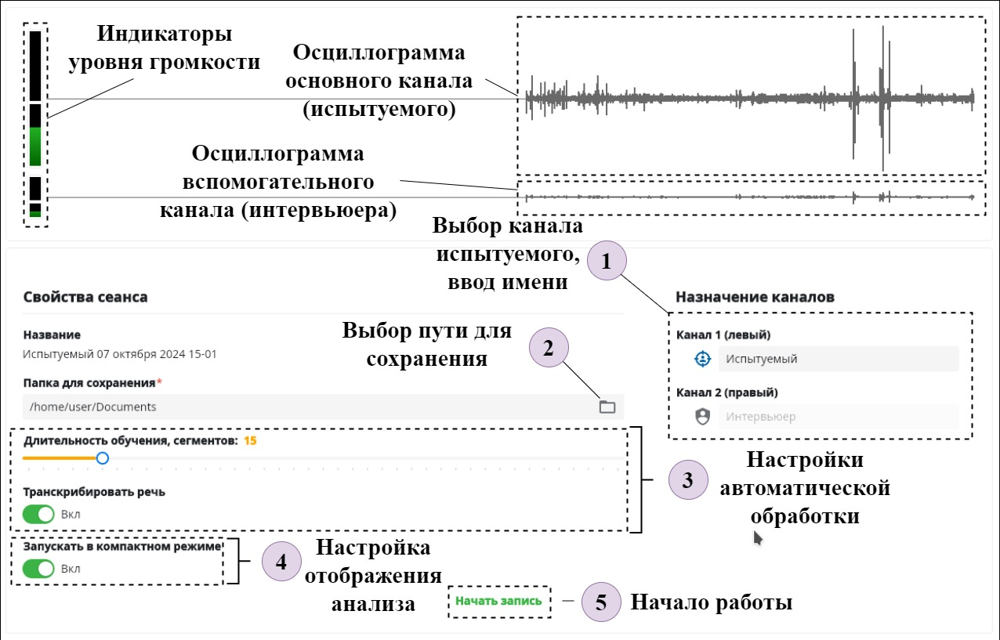 Индикаторы
уровня громкости
Осциллограмма
основного канала
(испытуемого)
Осциллограмма
вспомогательного
канала (интервьюера)
Выбор канала
испытуемого,
ввод имени
1
Свойства сеанса
Назначение каналов
Название
Испытуемый 07 октября 2024 15-01
Выбор пути для
сохранения
2
Канал 1 (левый)
Испытуемый
Папка для сохранения*
/home/user/Documents
Канал 2 (правый)
Интервьюер
Длительность обучения, сегментов: 15
Транскрибировать речь
Вкл
3
Настройки
автоматической
обработки
Запускать в компактном режиме
Вкл
4
Настройка
отображения
анализа
Начать запись
5
Начало работы